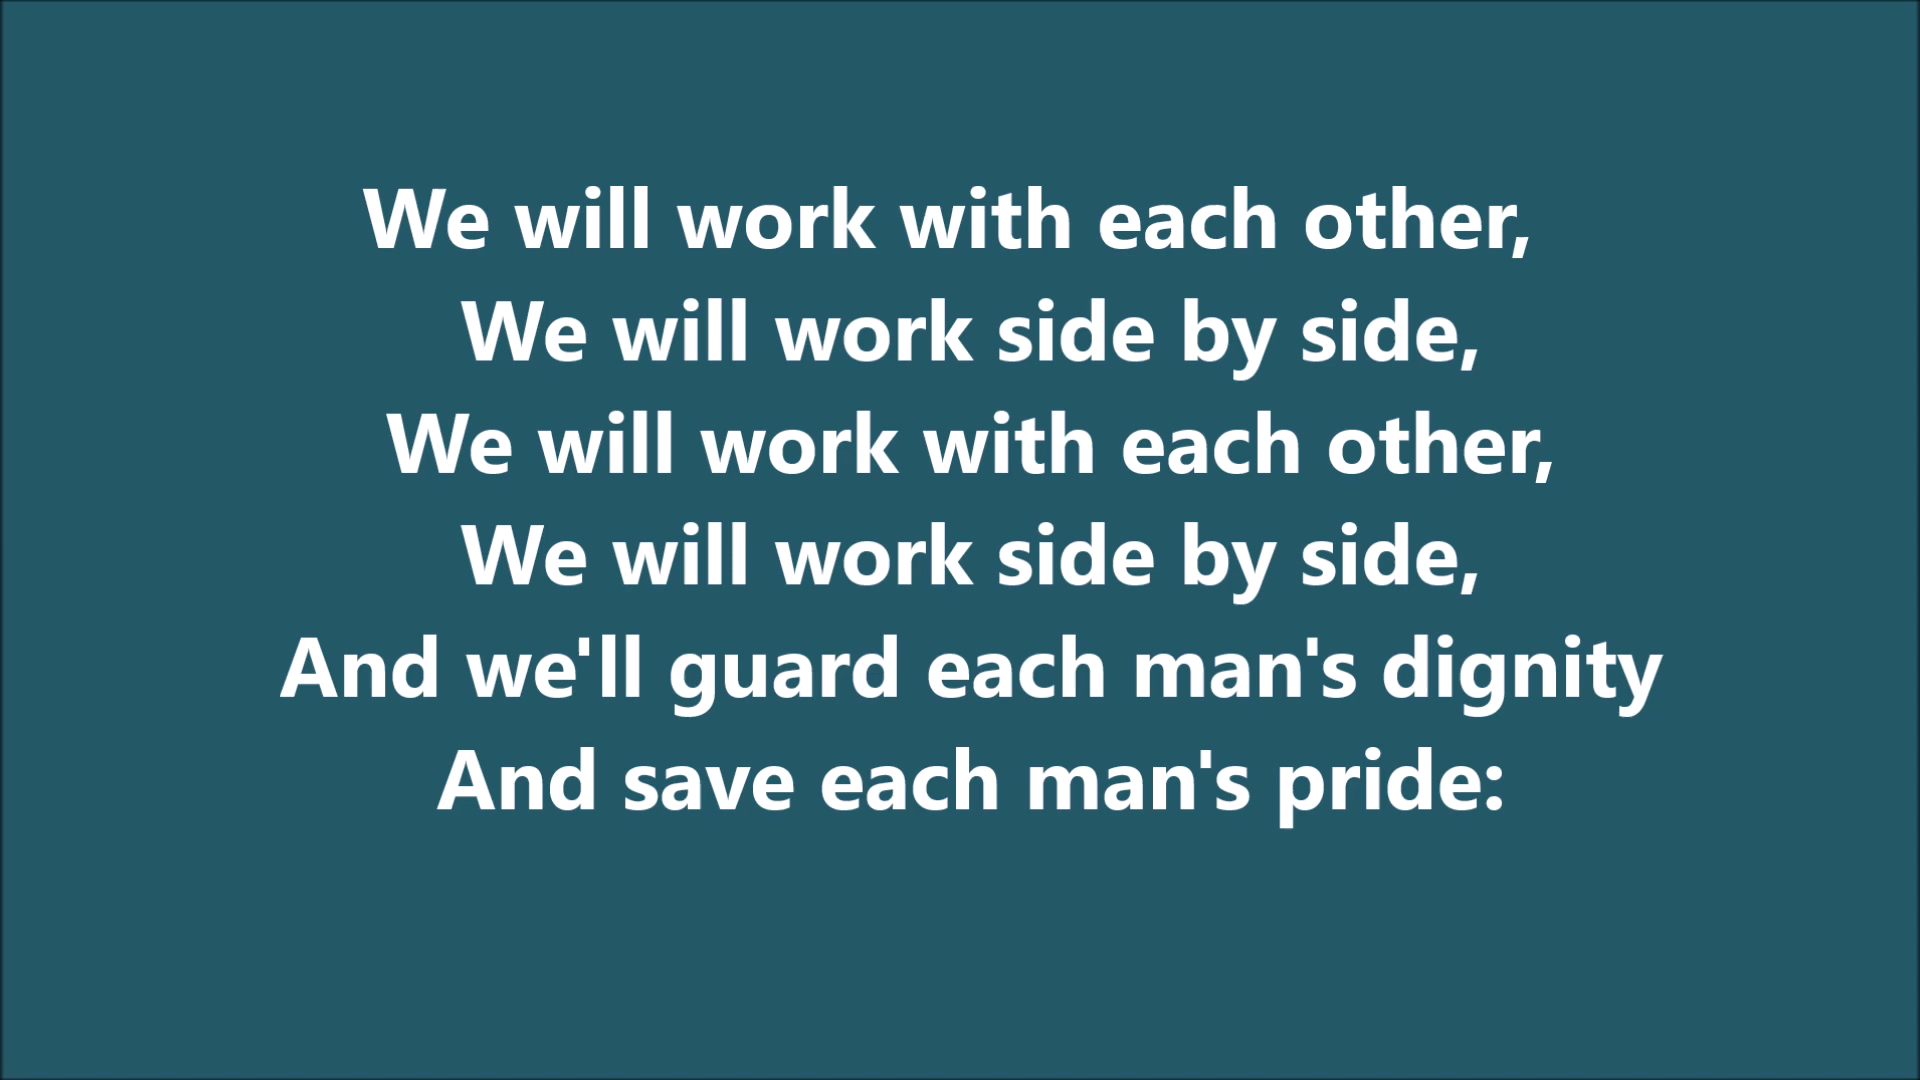 We will work with each other,
We will work side by side,
We will work with each other,
We will work side by side,
And we'll guard each man's dignity
And save each man's pride: